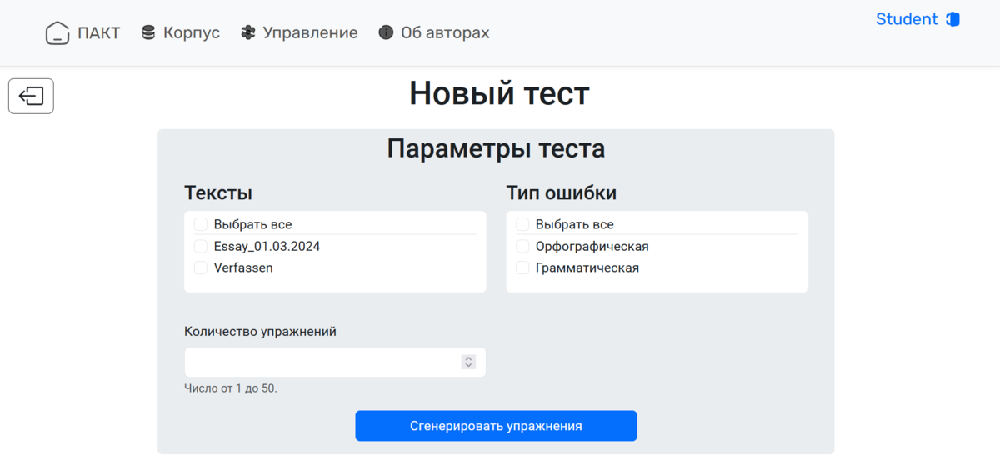 ПАКТ Корпус Управление Об авторах Student
Новый тест
Параметры теста
Тексты
Выбрать все
Essay_01.03.2024
Verfassen
Тип ошибки
Выбрать все
Орфографическая
Грамматическая
Количество упражнений
Число от 1 до 50.
Сгенерировать упражнения